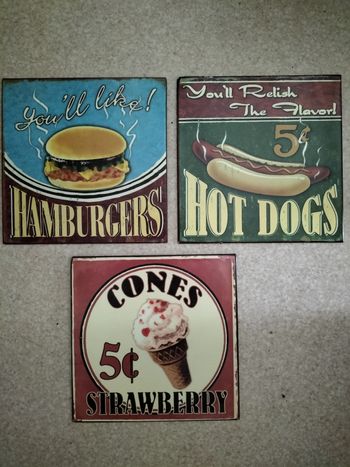 You'll like!
HAMBURGERS
You'll Relish
The Flavor!
5¢
HOT DOGS
CONES
5¢
STRAWBERRY